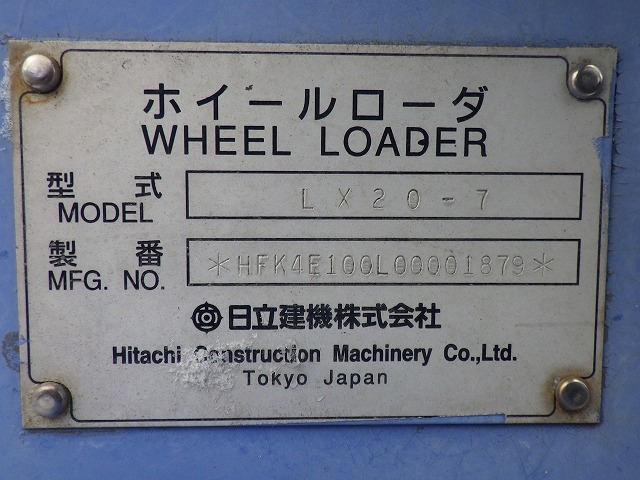 ホイールローダ
WHEEL LOADER
型式 LX20-7
MODEL
製番 *HFK4E100L00001879*
MFG. NO.
日立建機株式会社
Hitachi Construction Machinery Co.,Ltd.
Tokyo Japan